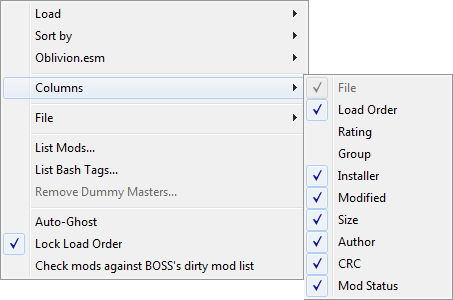 Load
Sort by
Oblivion.esm
Columns
File
List Mods...
List Bash Tags...
Remove Dummy Masters...
Auto-Ghost
Lock Load Order
Check mods against BOSS's dirty mod list
File
Load Order
Rating
Group
Installer
Modified
Size
Author
CRC
Mod Status